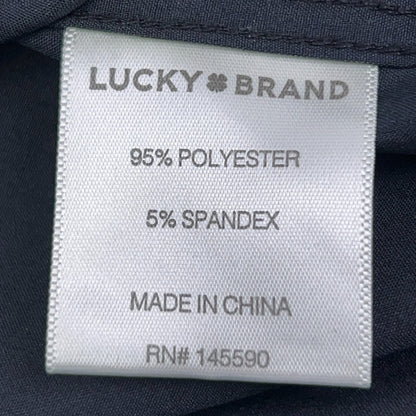 LUCKY BRAND
95% POLYESTER
5% SPANDEX
MADE IN CHINA
RN# 145590